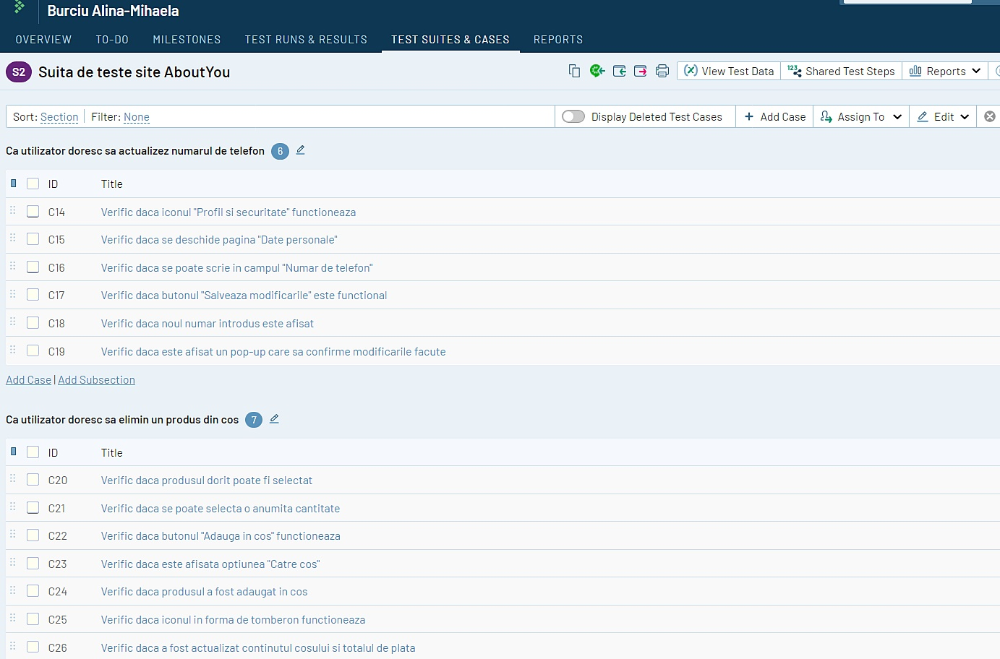 Burciu Alina-Mihaela
OVERVIEW TO-DO MILESTONES TEST RUNS & RESULTS TEST SUITES & CASES REPORTS
S2 Suita de teste site AboutYou View Test Data 123 Shared Test Steps Reports
Sort: Section Filter: None Display Deleted Test Cases + Add Case Assign To Edit
Ca utilizator doresc sa actualizez numarul de telefon 6
ID Title
C14 Verific daca iconul "Profil si securitate" functioneaza
C15 Verific daca se deschide pagina "Date personale"
C16 Verific daca se poate scrie in campul "Numar de telefon"
C17 Verific daca butonul "Salveaza modificarile" este functional
C18 Verific daca noul numar introdus este afisat
C19 Verific daca este afisat un pop-up care sa confirme modificarile facute
Add Case | Add Subsection
Ca utilizator doresc sa elimin un produs din cos 7
ID Title
C20 Verific daca produsul dorit poate fi selectat
C21 Verific daca se poate selecta o anumita cantitate
C22 Verific daca butonul "Adauga in cos" functioneaza
C23 Verific daca este afisata optiunea "Catre cos"
C24 Verific daca produsul a fost adaugat in cos
C25 Verific daca iconul in forma de tomberon functioneaza
C26 Verific daca a fost actualizat continutul cosului si totalul de plata